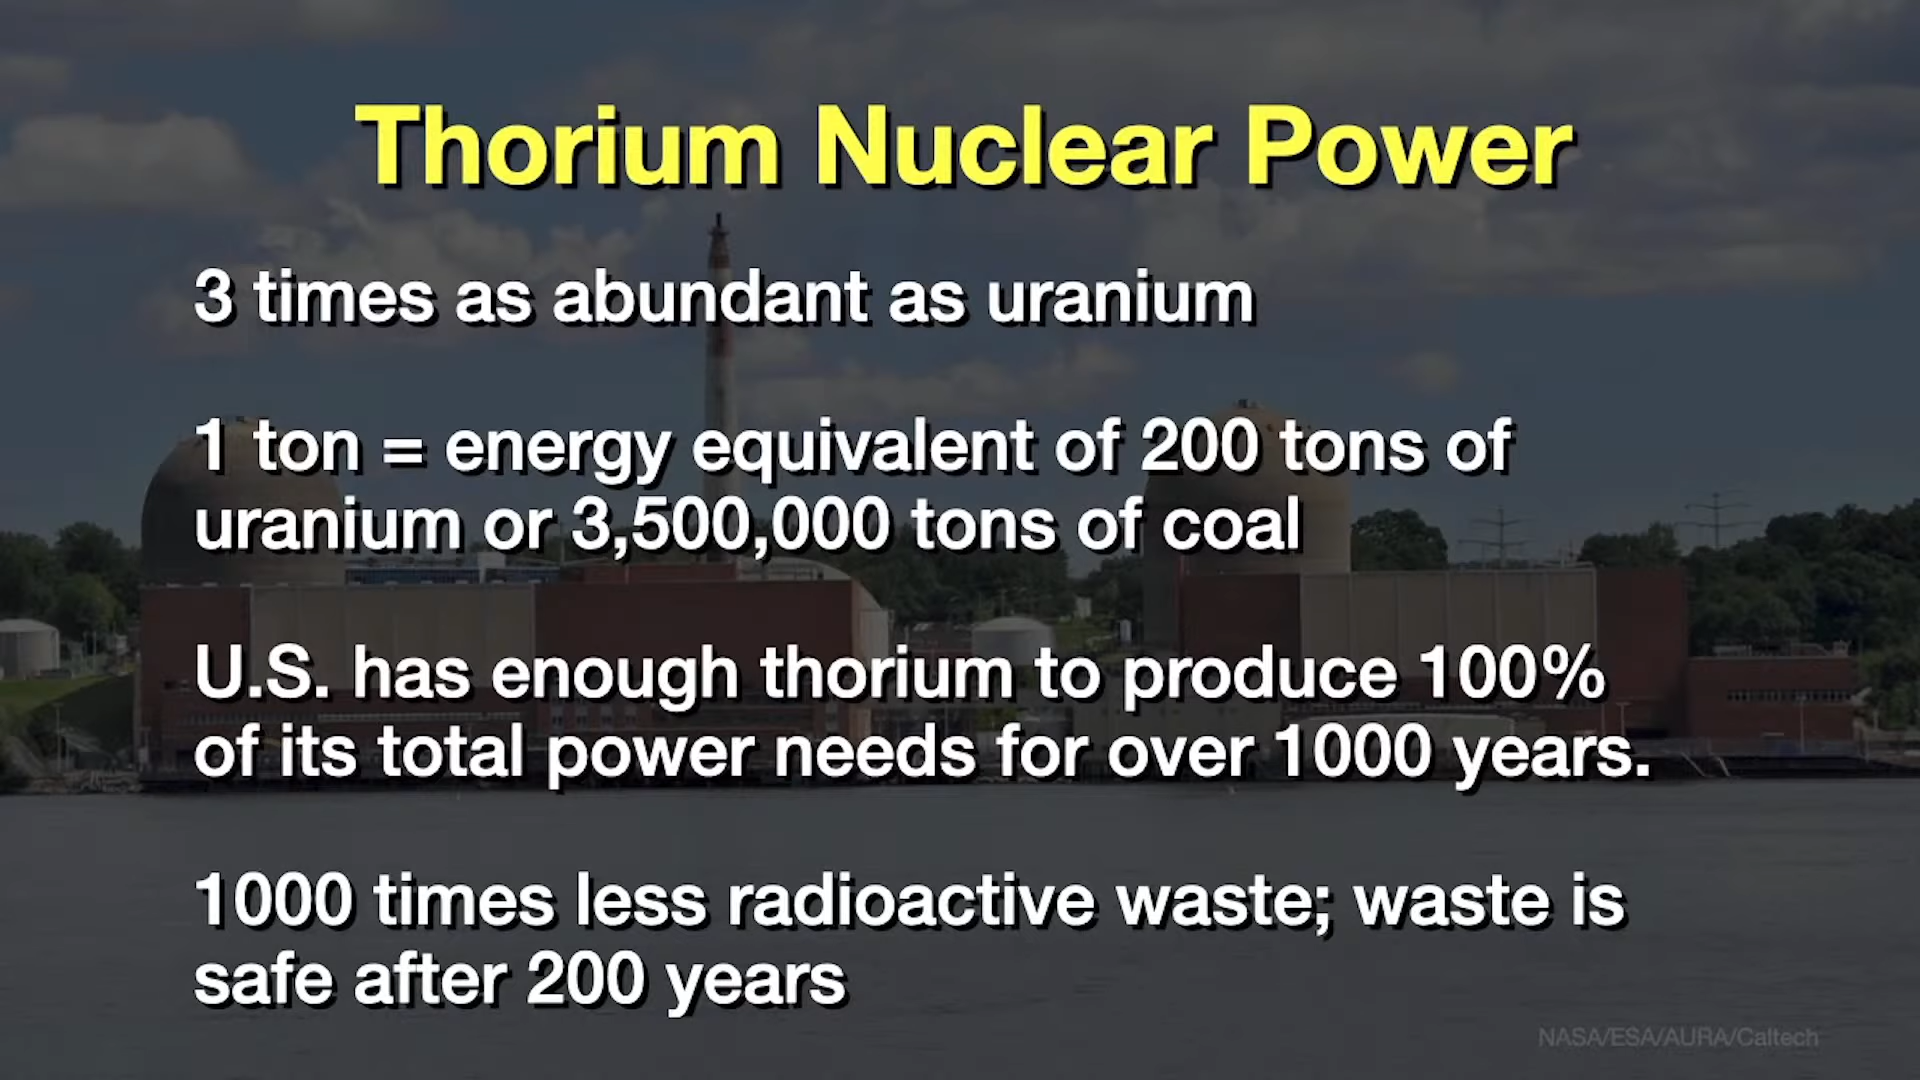 Thorium Nuclear Power
3 times as abundant as uranium
1 ton = energy equivalent of 200 tons of
uranium or 3,500,000 tons of coal
U.S. has enough thorium to produce 100%
of its total power needs for over 1000 years.
1000 times less radioactive waste; waste is
safe after 200 years
NASA/ESA/AURA/Caltech